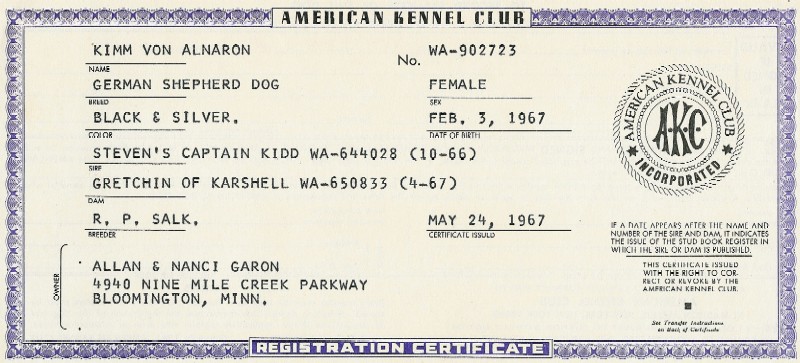 AMERICAN KENNEL CLUB
KIMM VON ALNARON
NAME
No. WA-902723
GERMAN SHEPHERD DOG
BREED
FEMALE
SEX
BLACK & SILVER.
COLOR
FEB. 3, 1967
DATE OF BIRTH
STEVEN'S CAPTAIN KIDD WA-644028 (10-66)
SIRE
GRETCHIN OF KARSHELL WA-650833 (4-67)
DAM
R. P. SALK.
BREEDER
MAY 24, 1967
CERTIFICATE ISSUED
OWNER
ALLAN & NANCI GARON
4940 NINE MILE CREEK PARKWAY
BLOOMINGTON, MINN.
AMERICAN KENNEL CLUB
A·K·C
INCORPORATED
IF A DATE APPEARS AFTER THE NAME AND
NUMBER OF THE SIRE AND DAM, IT INDICATES
THE ISSUE OF THE STUD BOOK REGISTER IN
WHICH THE SIRE OR DAM IS PUBLISHED.
THIS CERTIFICATE ISSUED
WITH THE RIGHT TO COR-
RECT OR REVOKE BY THE
AMERICAN KENNEL CLUB.
See Transfer Instructions
on Back of Certificate
REGISTRATION CERTIFICATE